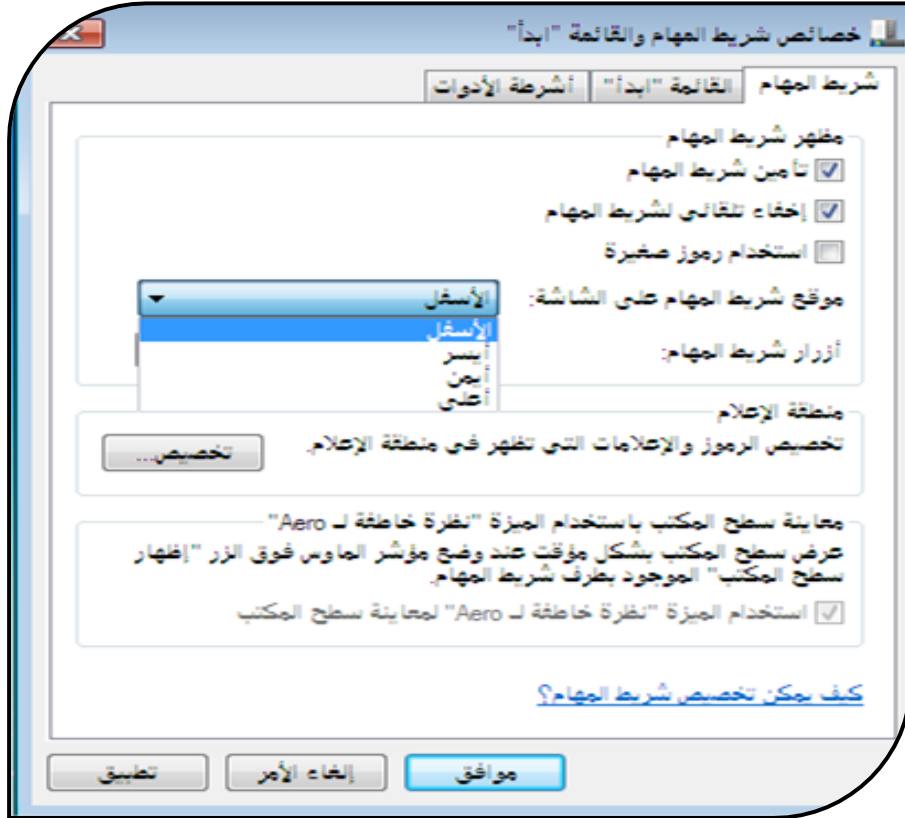 خصائص شريط المهام والقائمة "ابدأ"
شريط المهام
القائمة "ابدأ"
أشرطة الأدوات
مظهر شريط المهام
تأمين شريط المهام
إخفاء تلقائي لشريط المهام
استخدام رموز صغيرة
موقع شريط المهام على الشاشة:
الأسفل
الأسفل
أيسر
أيمن
أعلى
أزرار شريط المهام:
منطقة الإعلام
تخصيص الرموز والإعلامات التي تظهر في منطقة الإعلام.
تخصيص...
معاينة سطح المكتب باستخدام الميزة "نظرة خاطفة لـ Aero"
عرض سطح المكتب بشكل مؤقت عند وضع مؤشر الماوس فوق الزر "إظهار
سطح المكتب" الموجود بطرف شريط المهام.
استخدام الميزة "نظرة خاطفة لـ Aero" لمعاينة سطح المكتب
كيف يمكن تخصيص شريط المهام؟
موافق
إلغاء الأمر
تطبيق